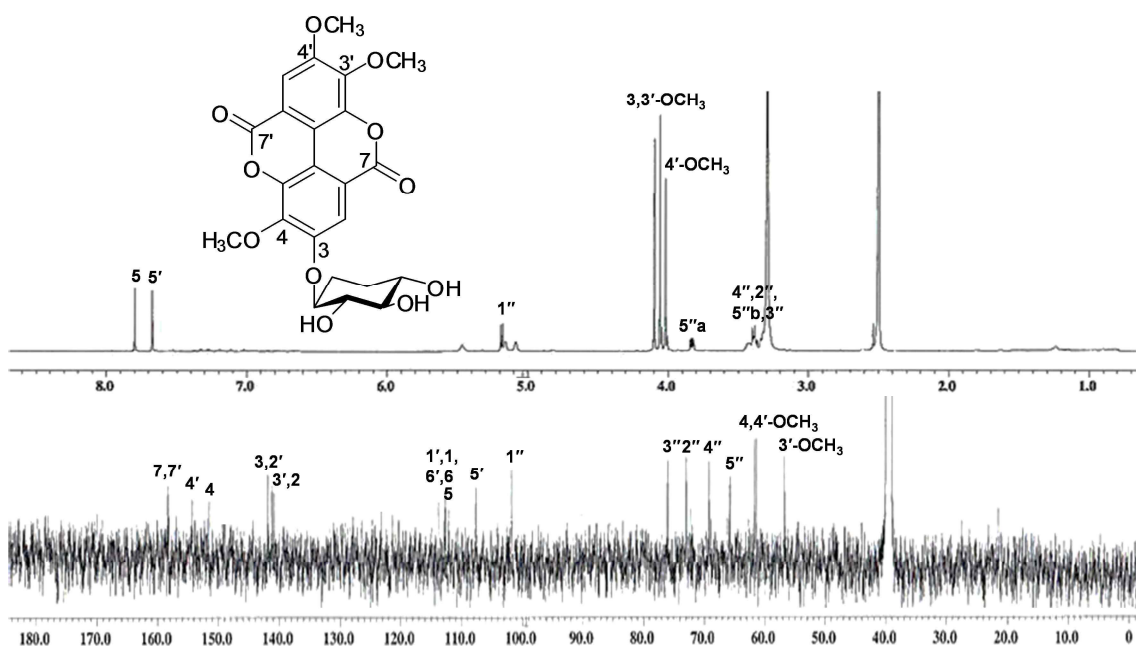 OCH₃
4'
3'
OCH₃
O
7'
O
O
7
O
4
H₃CO
3
O
OH
OH
HO
5 5′
1″
3,3′-OCH₃
4′-OCH₃
5″a
4″,2″,
5″b,3″
8.0 7.0 6.0 5.0 4.0 3.0 2.0 1.0
7,7′
4′
4
3,2′
3′,2
1′,1,
6′,6
5
5′
1″
3″2″ 4″
5″
4,4′-OCH₃
3′-OCH₃
180.0 170.0 160.0 150.0 140.0 130.0 120.0 110.0 100.0 90.0 80.0 70.0 60.0 50.0 40.0 30.0 20.0 10.0 0